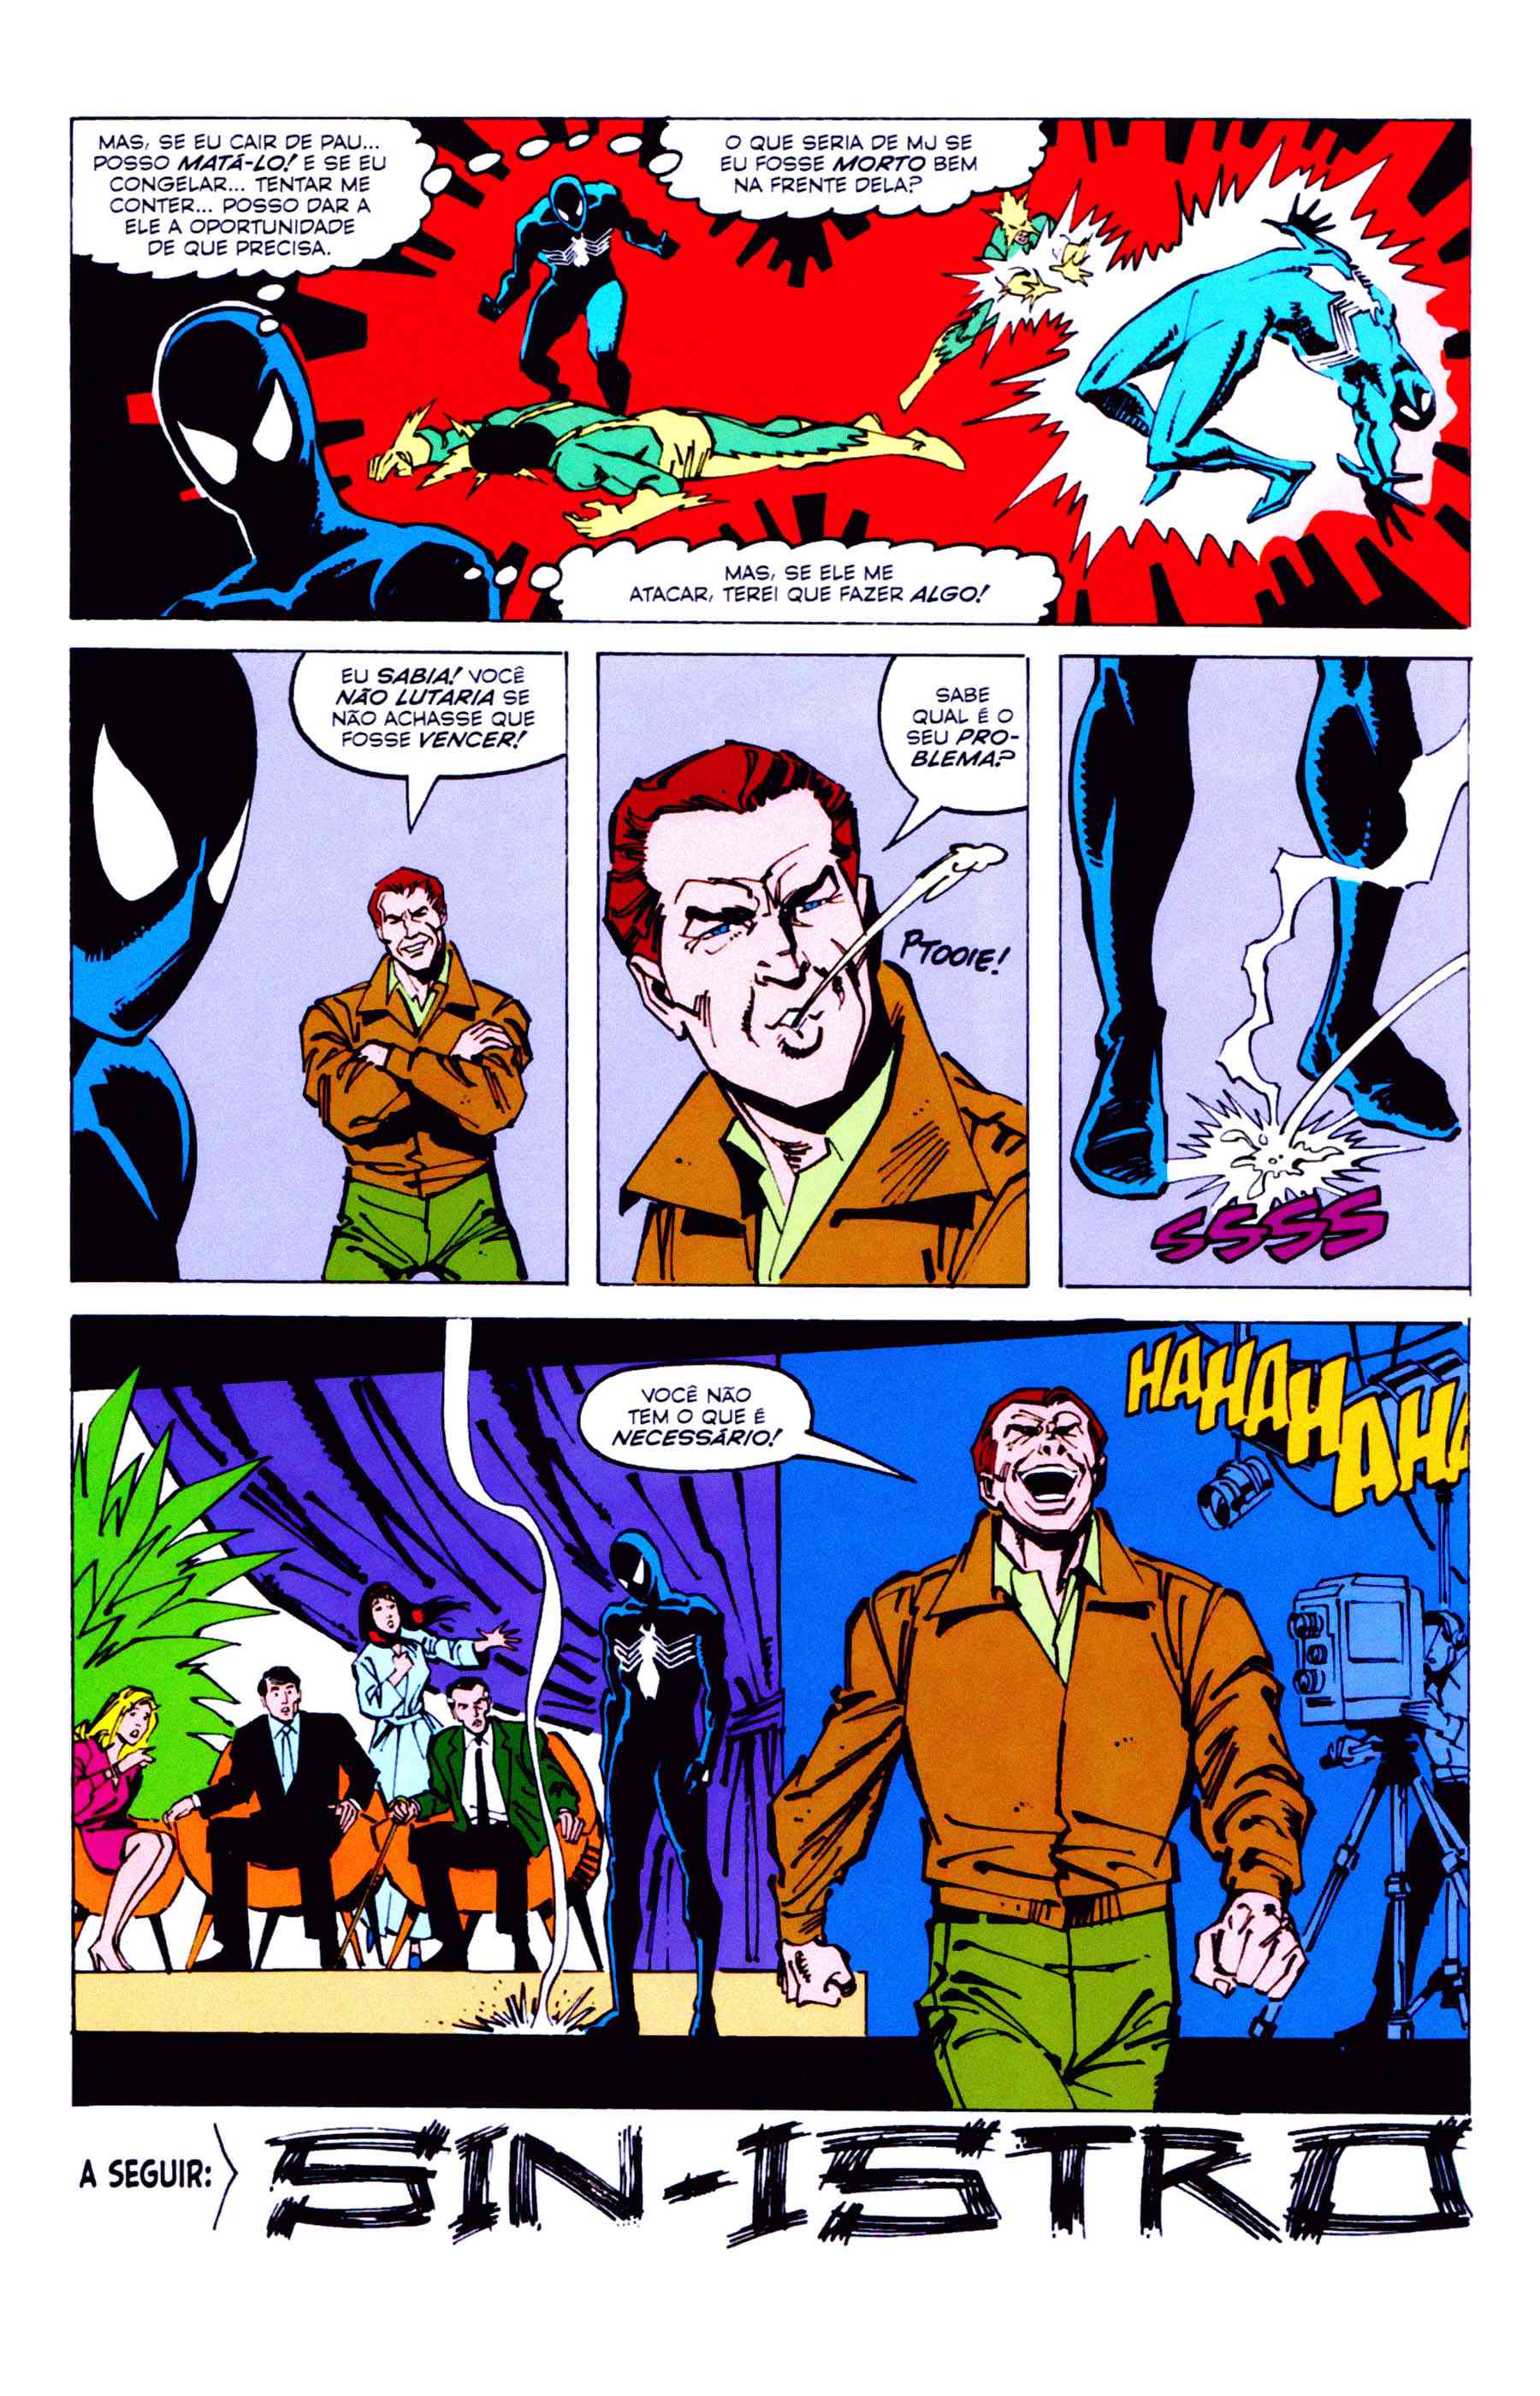 MAS, SE EU CAIR DE PAU...
POSSO MATÁ-LO! E SE EU
CONGELAR... TENTAR ME
CONTER... POSSO DAR A
ELE A OPORTUNIDADE
DE QUE PRECISA.
O QUE SERIA DE MJ SE
EU FOSSE MORTO BEM
NA FRENTE DELA?
MAS, SE ELE ME
ATACAR, TEREI QUE FAZER ALGO!
EU SABIA! VOCÊ
NÃO LUTARIA SE
NÃO ACHASSE QUE
FOSSE VENCER!
SABE
QUAL É O
SEU PRO-
BLEMA?
PTOOIE!
SSSS
VOCÊ NÃO
TEM O QUE É
NECESSÁRIO!
HAHAHAHAHA
A SEGUIR:
SIN-ISTRO